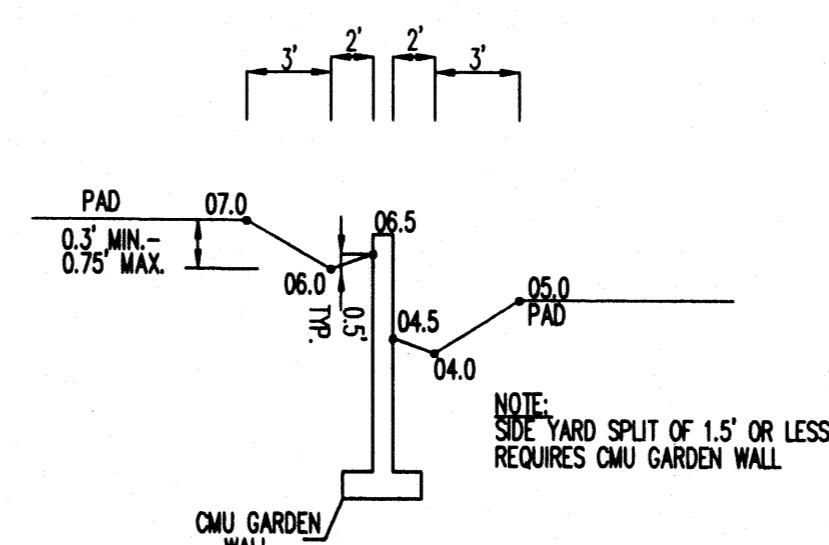 3' 2' 2' 3'
PAD 07.0 06.5
0.3' MIN.-
0.75' MAX.
06.0
0.5'
TYP.
05.0
PAD
04.5
04.0
NOTE:
SIDE YARD SPLIT OF 1.5' OR LESS
REQUIRES CMU GARDEN WALL
CMU GARDEN
WALL